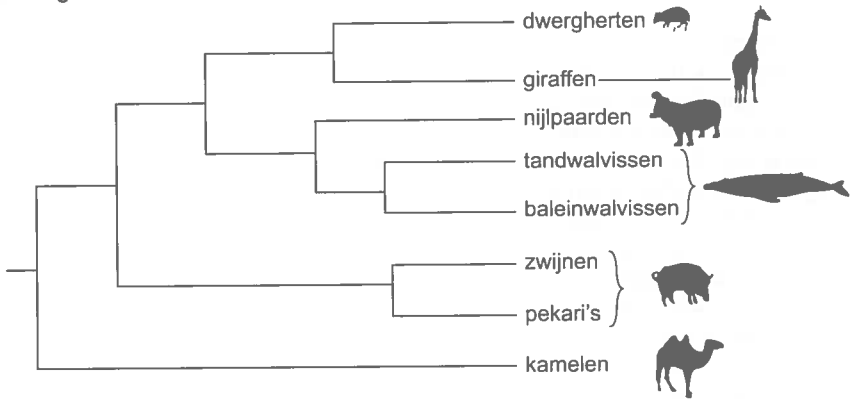 dwergherten
giraffen
nijlpaarden
tandwalvissen
baleinwalvissen
zwijnen
pekari's
kamelen